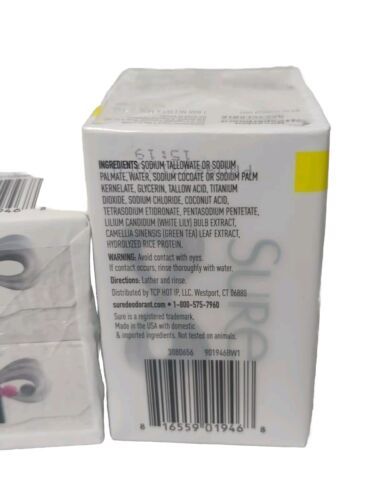 15:19
INGREDIENTS: SODIUM TALLOWATE OR SODIUM
PALMATE, WATER, SODIUM COCOATE OR SODIUM PALM
KERNELATE, GLYCERIN, TALLOW ACID, TITANIUM
DIOXIDE, SODIUM CHLORIDE, COCONUT ACID,
TETRASODIUM ETIDRONATE, PENTASODIUM PENTETATE,
LILIUM CANDIDUM (WHITE LILY) BULB EXTRACT,
CAMELLIA SINENSIS (GREEN TEA) LEAF EXTRACT,
HYDROLYZED RICE PROTEIN.
WARNING: Avoid contact with eyes.
If contact occurs, rinse thoroughly with water.
Directions: Lather and rinse.
Distributed by TCP HOT IP, LLC. Westport, CT 06880
suredeodorant.com • 1-800-575-7960
Sure is a registered trademark.
Made in the USA with domestic
& imported ingredients. Not tested on animals.
Sure
3080656 901946BW1
8 16559 01946 8